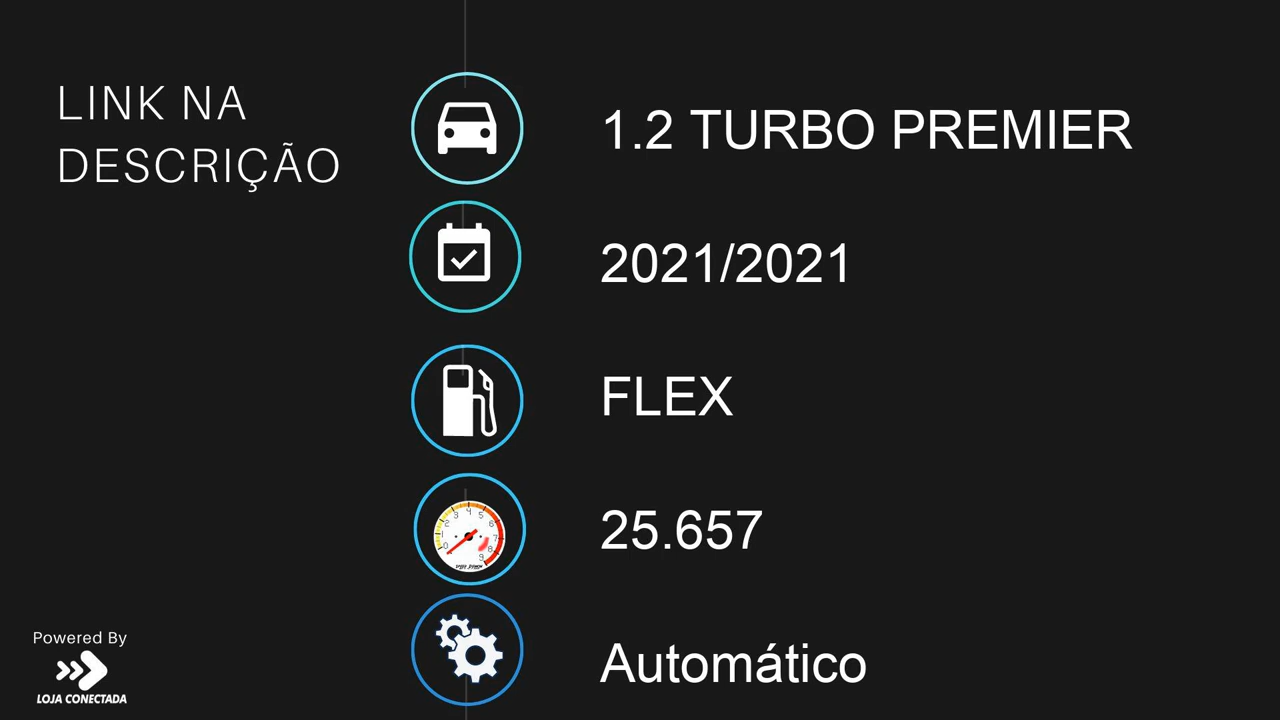 LINK NA
DESCRIÇÃO
1.2 TURBO PREMIER
2021/2021
FLEX
25.657
Automático
Powered By
LOJA CONECTADA